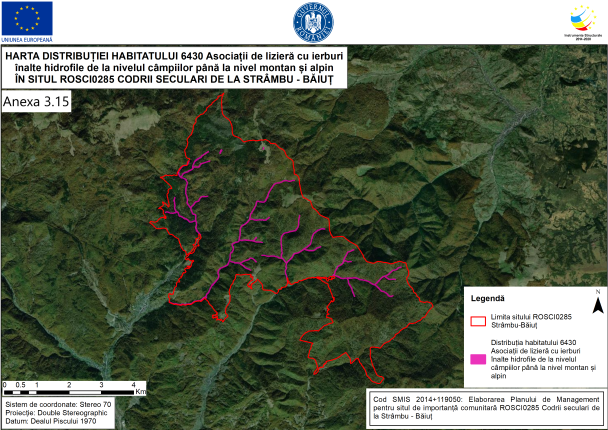 UNIUNEA EUROPEANĂ
GUVERNUL ROMÂNIEI
Instrumente Structurale
2014-2020
HARTA DISTRIBUȚIEI HABITATULUI 6430 Asociații de lizieră cu ierburi
înalte hidrofile de la nivelul câmpiilor până la nivel montan și alpin
ÎN SITUL ROSCI0285 CODRII SECULARI DE LA STRÂMBU - BĂIUȚ
Anexa 3.15
N
Legendă
Limita sitului ROSCI0285
Strâmbu-Băiuț
Distribuția habitatului 6430
Asociații de lizieră cu ierburi
înalte hidrofile de la nivelul
câmpiilor până la nivel montan și
alpin
0 0.5 1 2 3 4
Km
Sistem de coordonate: Stereo 70
Proiecție: Double Stereographic
Datum: Dealul Piscului 1970
Cod SMIS 2014+119050: Elaborarea Planului de Management
pentru situl de importanță comunitară ROSCI0285 Codrii seculari de
la Strâmbu - Băiuț